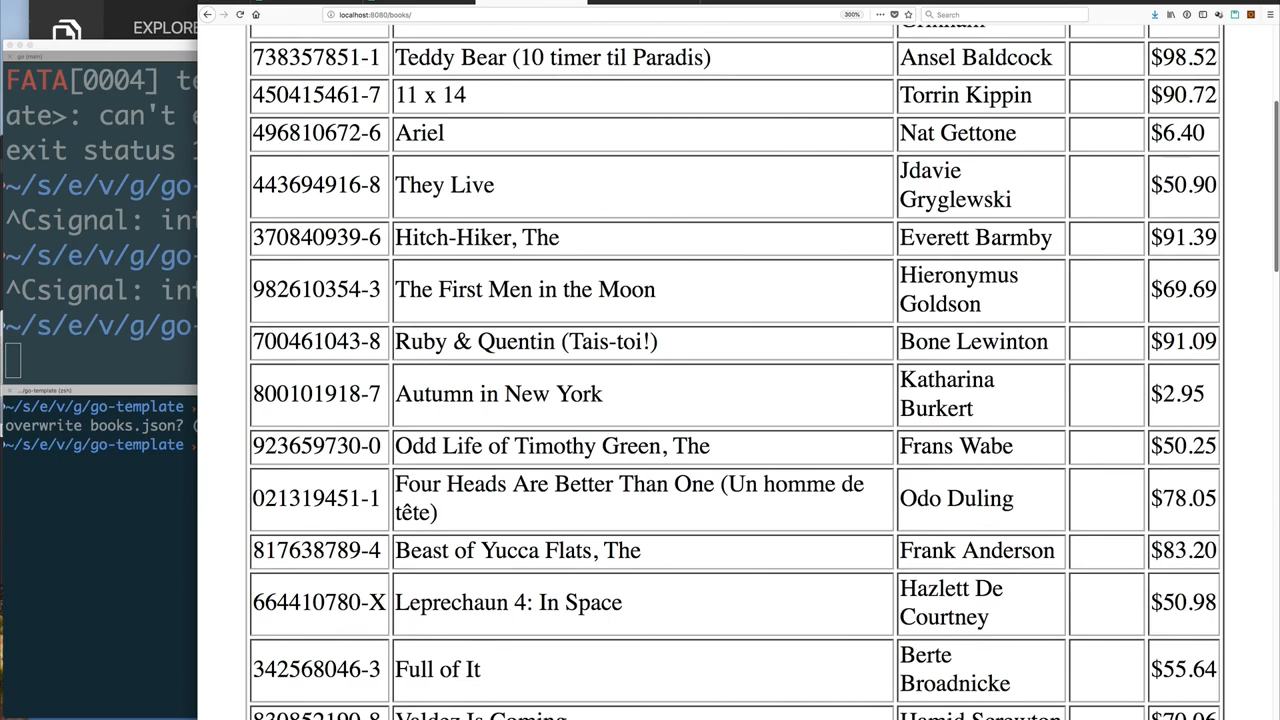 EXPLORE
localhost:8080/books/
300%
Search
738357851-1 Teddy Bear (10 timer til Paradis) Ansel Baldcock $98.52
450415461-7 11 x 14 Torrin Kippin $90.72
496810672-6 Ariel Nat Gettone $6.40
443694916-8 They Live Jdavie $50.90
Gryglewski
370840939-6 Hitch-Hiker, The Everett Barmby $91.39
982610354-3 The First Men in the Moon Hieronymus $69.69
Goldson
700461043-8 Ruby & Quentin (Tais-toi!) Bone Lewinton $91.09
800101918-7 Autumn in New York Katharina $2.95
Burkert
923659730-0 Odd Life of Timothy Green, The Frans Wabe $50.25
021319451-1 Four Heads Are Better Than One (Un homme de Odo Duling $78.05
tête)
817638789-4 Beast of Yucca Flats, The Frank Anderson $83.20
664410780-X Leprechaun 4: In Space Hazlett De $50.98
Courtney
342568046-3 Full of It Berte $55.64
Broadnicke
Valdez Is Coming
go (main)
FATA[0004] te
ate>: can't e
exit status
~/s/e/v/g/go-
^Csignal: int
~/s/e/v/g/go-
^Csignal: int
~/s/e/v/g/go-
../go-template (zsh)
~/s/e/v/g/go-template
overwrite books.json? (
~/s/e/v/g/go-template